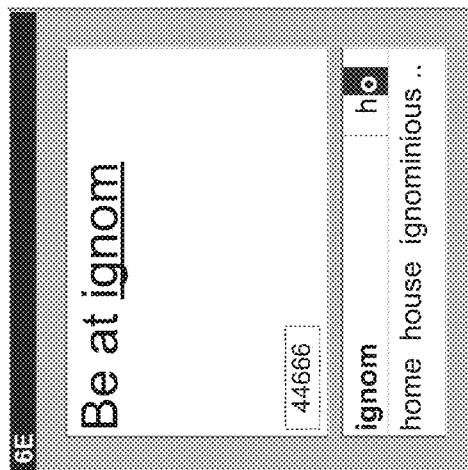 6E
Be at ignom
44666
ignom ho
home house ignominious ..